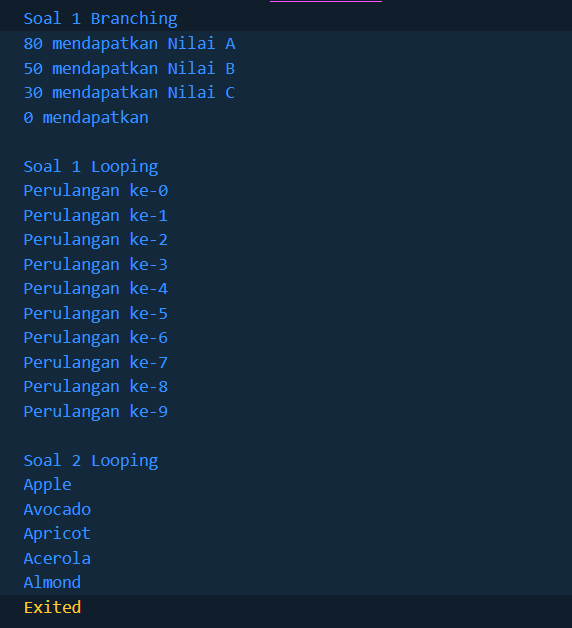 Soal 1 Branching
80 mendapatkan Nilai A
50 mendapatkan Nilai B
30 mendapatkan Nilai C
0 mendapatkan
Soal 1 Looping
Perulangan ke-0
Perulangan ke-1
Perulangan ke-2
Perulangan ke-3
Perulangan ke-4
Perulangan ke-5
Perulangan ke-6
Perulangan ke-7
Perulangan ke-8
Perulangan ke-9
Soal 2 Looping
Apple
Avocado
Apricot
Acerola
Almond
Exited